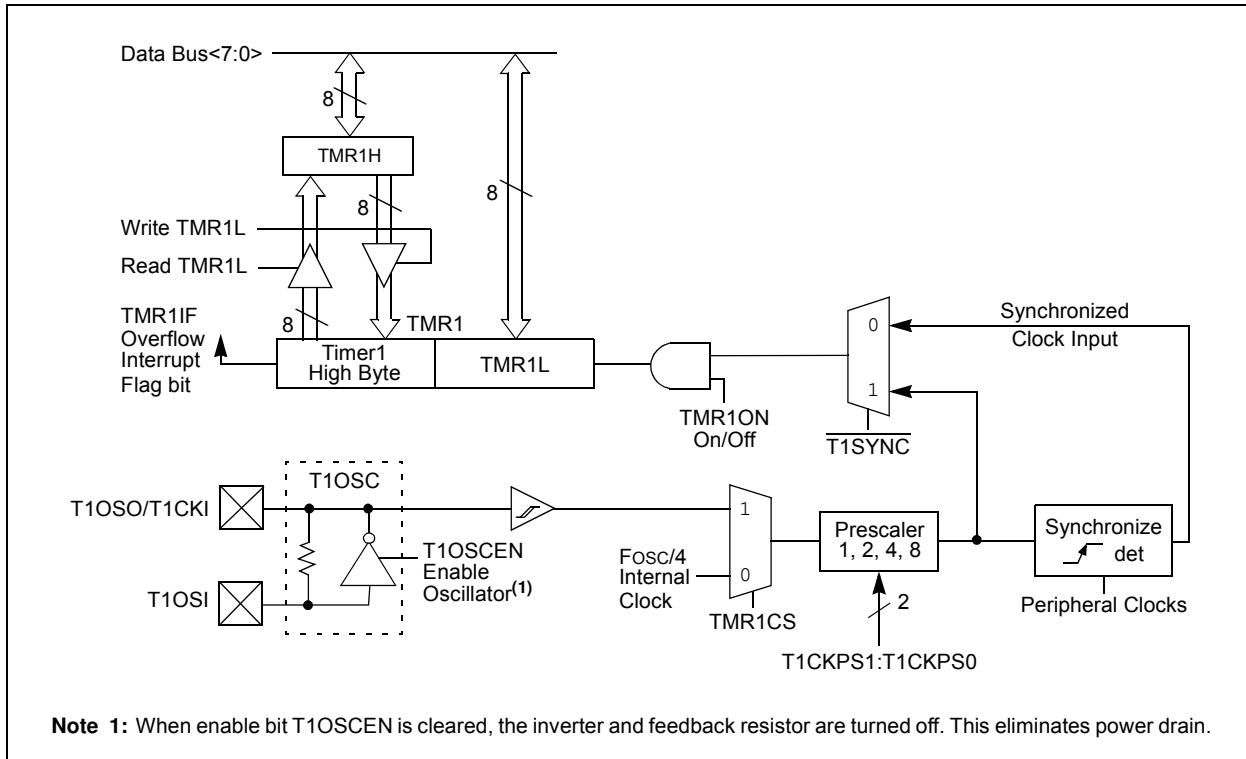 Data Bus<7:0>
8
TMR1H
8
8
Write TMR1L
Read TMR1L
TMR1IF
Overflow
Interrupt
Flag bit
8
TMR1
Timer1
High Byte
TMR1L
TMR1ON
On/Off
0
1
T1SYNC
Synchronized
Clock Input
T1OSC
T1OSO/T1CKI
T1OSI
T1OSCEN
Enable
Oscillator(1)
FOSC/4
Internal
Clock
1
0
TMR1CS
Prescaler
1, 2, 4, 8
2
T1CKPS1:T1CKPS0
Synchronize
det
Peripheral Clocks
Note 1: When enable bit T1OSCEN is cleared, the inverter and feedback resistor are turned off. This eliminates power drain.